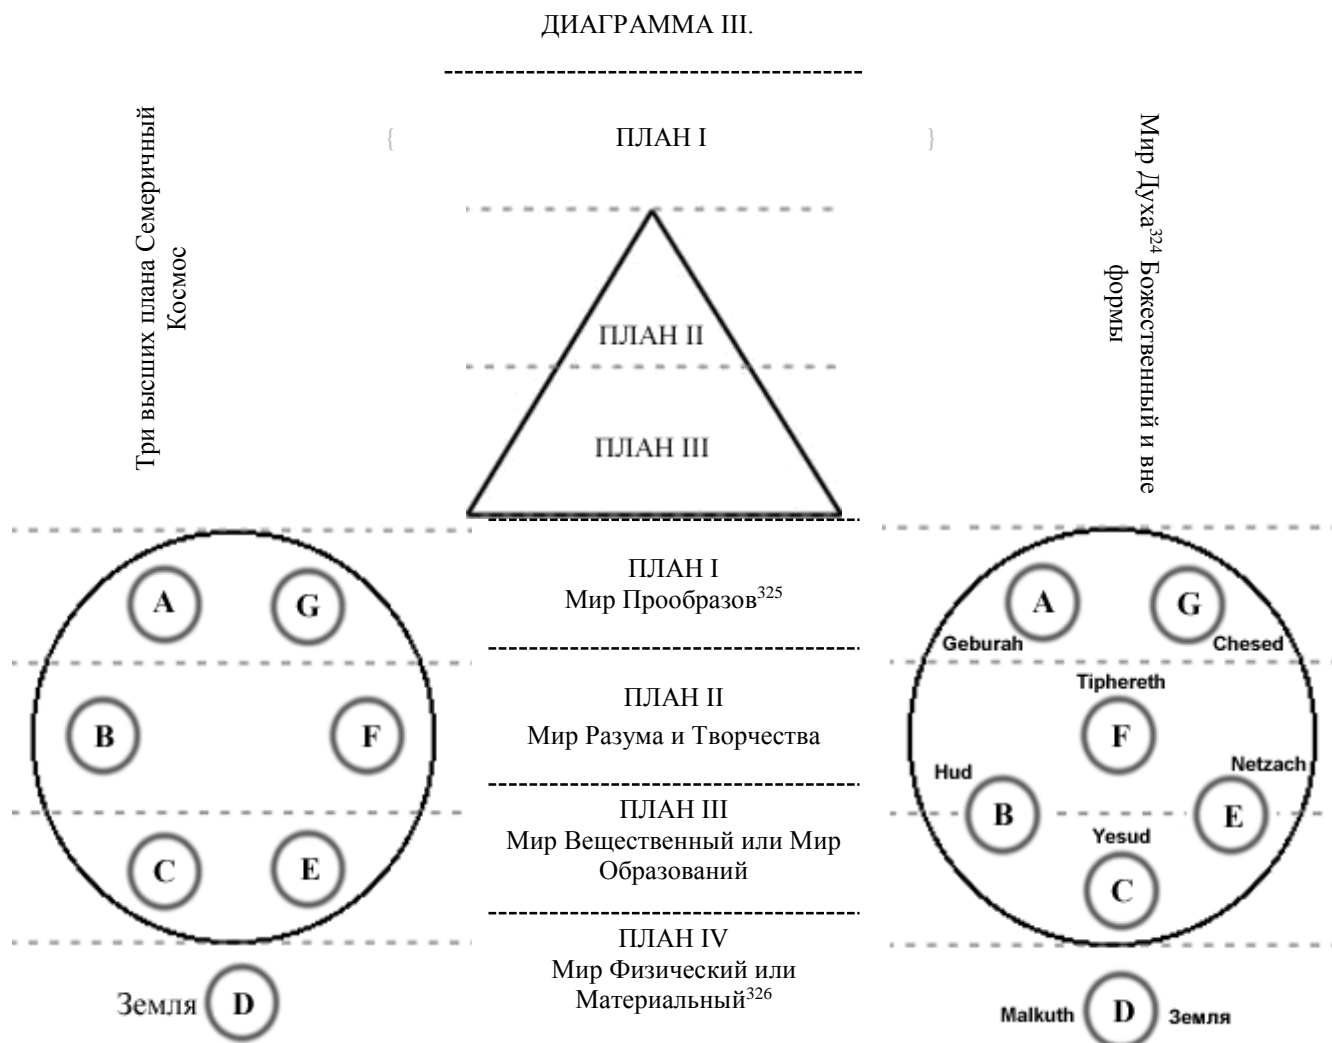 ДИАГРАММА III.
{ ПЛАН I }
Три высших плана Семеричный
Космос
Мир Духа³²⁴ Божественный и вне
формы
ПЛАН II
ПЛАН III
A G
B F
C E
Земля D
ПЛАН I
Мир Прообразов³²⁵
ПЛАН II
Мир Разума и Творчества
ПЛАН III
Мир Вещественный или Мир
Образований
ПЛАН IV
Мир Физический или
Материальный³²⁶
A G
Geburah Chesed
Tiphereth
F
Hud Netzach
B E
Yesud
C
Malkuth D Земля